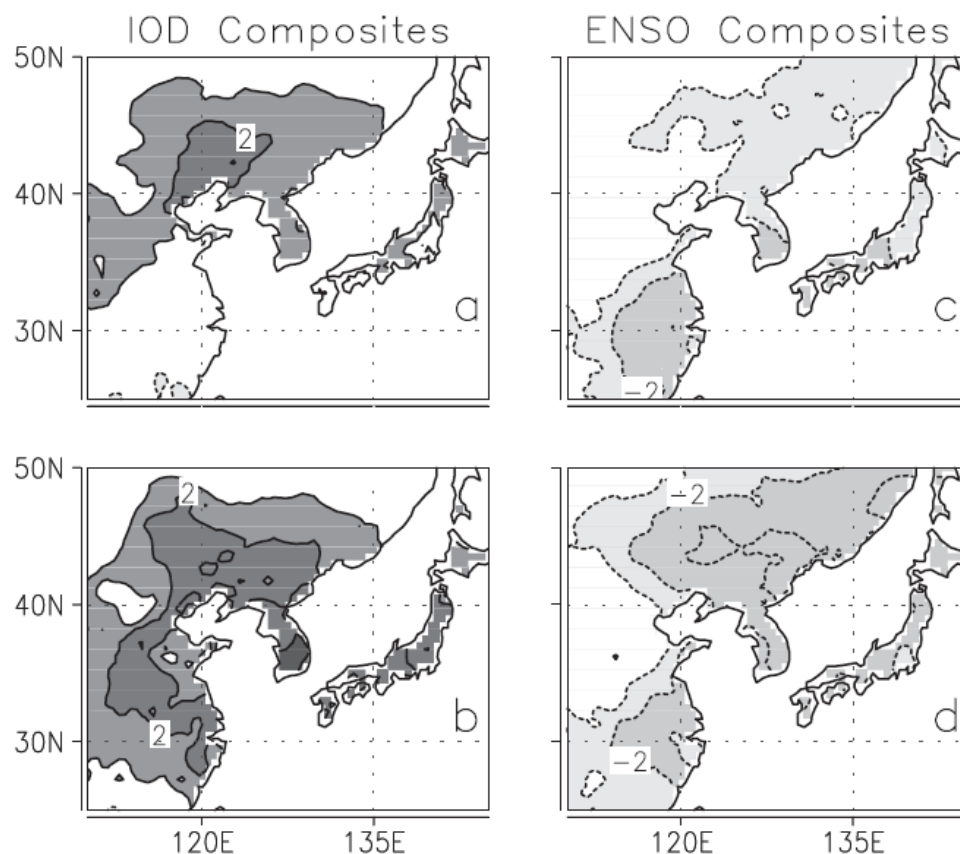 IOD Composites
ENSO Composites
50N
2
40N
30N
a
c
-2
50N
2
-2
40N
30N
2
b
-2
d
120E
135E
120E
135E